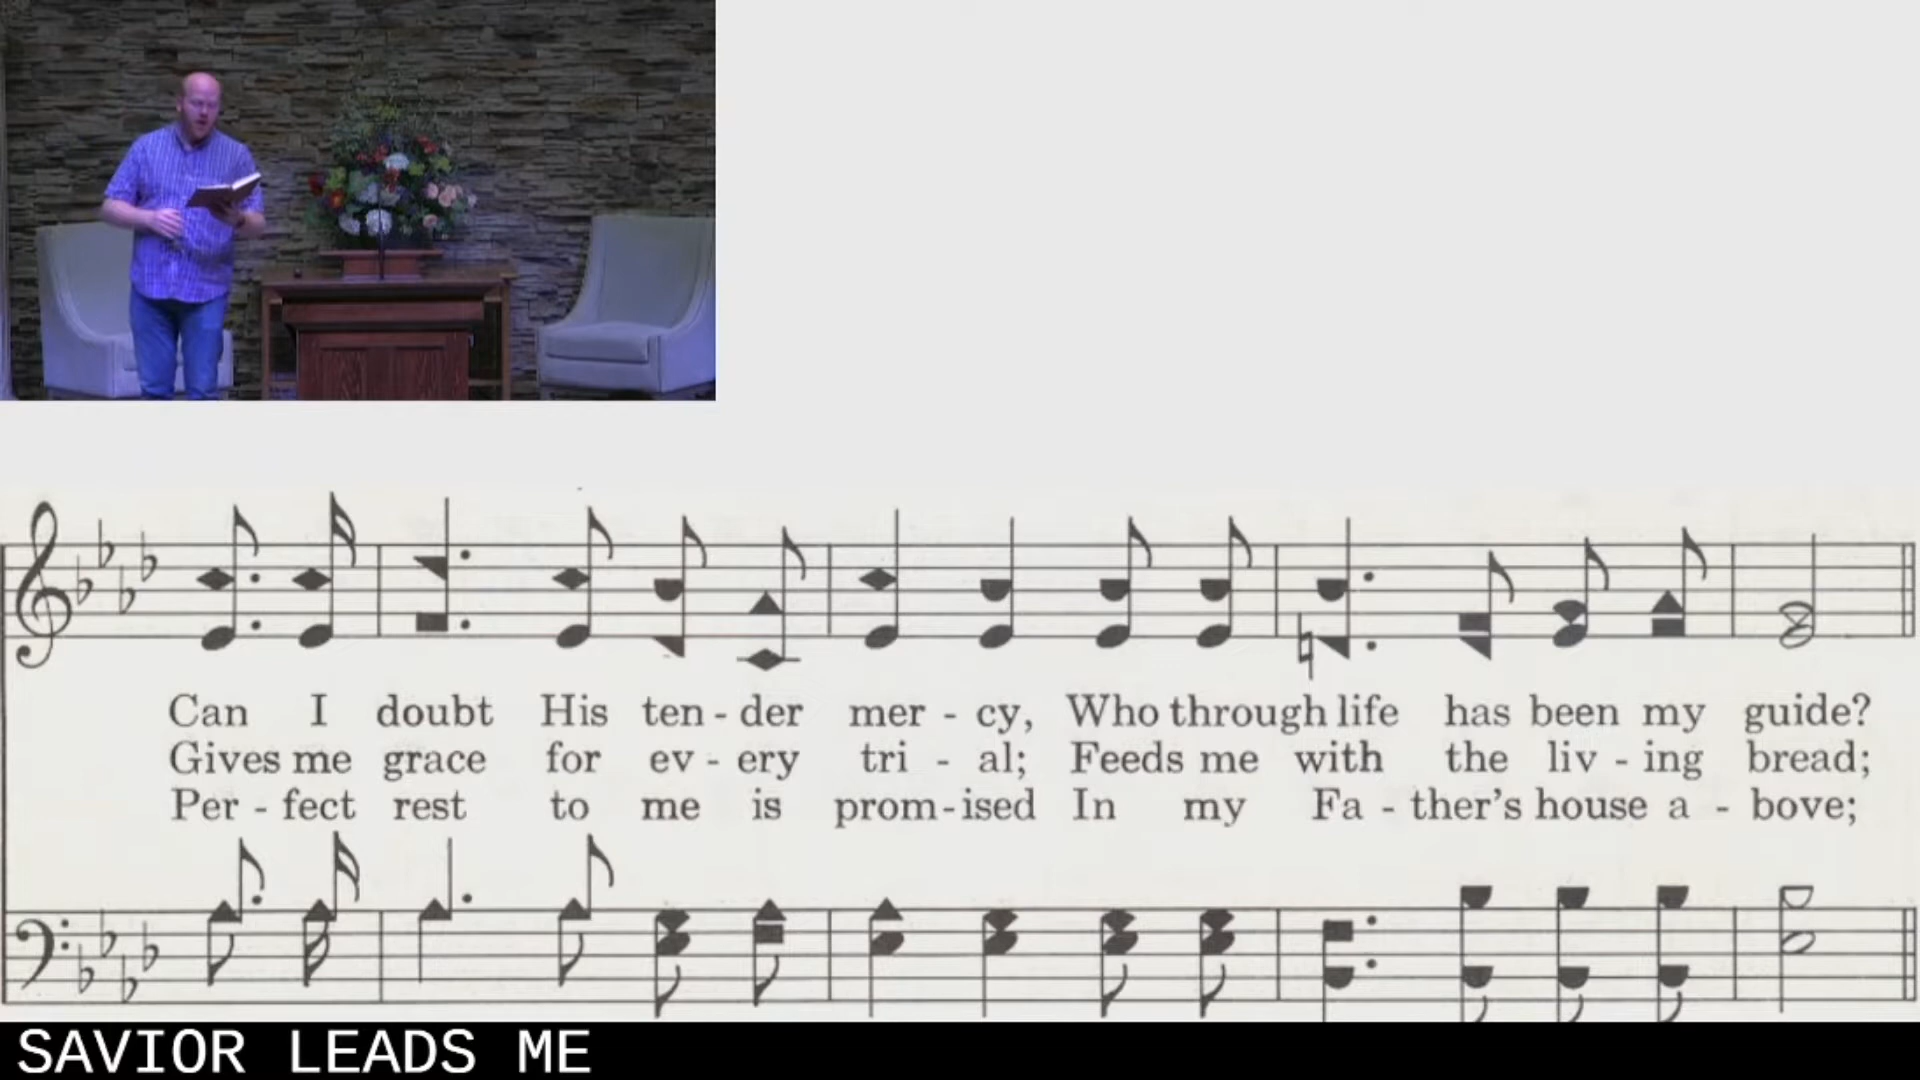 Can I doubt His ten - der mer - cy, Who through life has been my guide?
Gives me grace for ev - ery tri - al; Feeds me with the liv - ing bread;
Per - fect rest to me is prom - ised In my Fa - ther's house a - bove;
SAVIOR LEADS ME